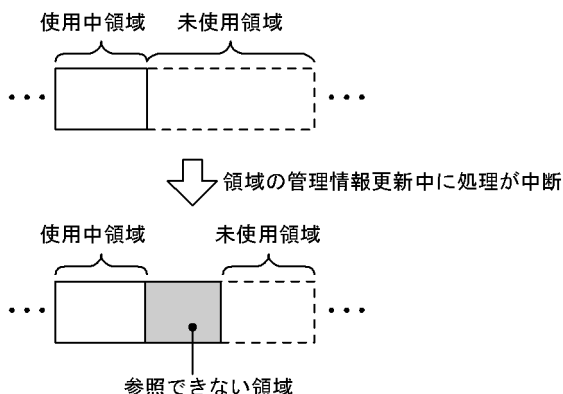 使用中領域 未使用領域
… …
領域の管理情報更新中に処理が中断
使用中領域 未使用領域
… …
参照できない領域